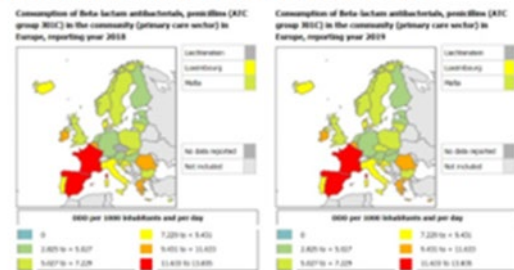 Consumption of Beta-lactam antibacterials, penicillins (ATC
group J01C) in the community (primary care sector) in
Europe, reporting year 2018
Liechtenstein
Luxembourg
Malta
No data reported
Not included
DDD per 1000 inhabitants and per day
0
2.825 to < 5.027
5.027 to < 7.229
7.229 to < 9.431
9.431 to < 11.633
11.633 to 13.835
Consumption of Beta-lactam antibacterials, penicillins (ATC
group J01C) in the community (primary care sector) in
Europe, reporting year 2019
Liechtenstein
Luxembourg
Malta
No data reported
Not included
DDD per 1000 inhabitants and per day
0
2.825 to < 5.027
5.027 to < 7.229
7.229 to < 9.431
9.431 to < 11.633
11.633 to 13.835